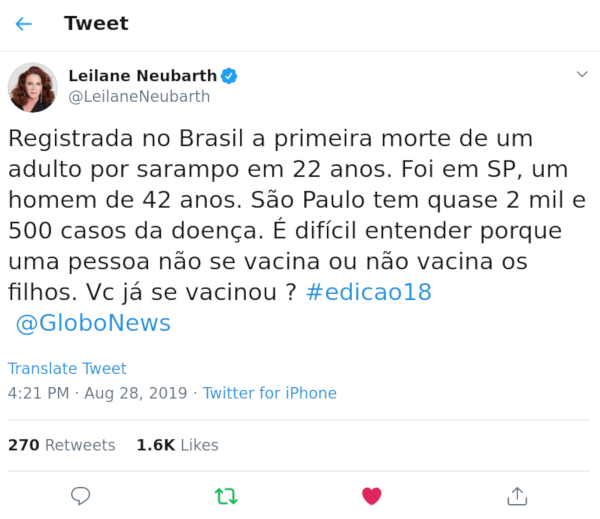 Tweet
Leilane Neubarth
@LeilaneNeubarth
Registrada no Brasil a primeira morte de um
adulto por sarampo em 22 anos. Foi em SP, um
homem de 42 anos. São Paulo tem quase 2 mil e
500 casos da doença. É difícil entender porque
uma pessoa não se vacina ou não vacina os
filhos. Vc já se vacinou ? #edicao18
@GloboNews
Translate Tweet
4:21 PM · Aug 28, 2019 · Twitter for iPhone
270 Retweets 1.6K Likes